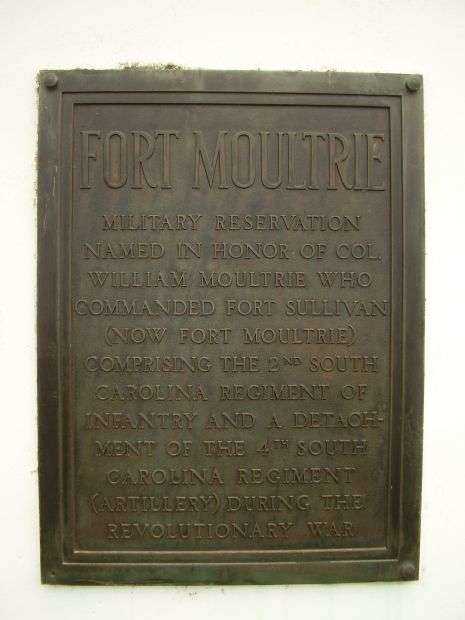 FORT MOULTRIE
MILITARY RESERVATION
NAMED IN HONOR OF COL.
WILLIAM MOULTRIE WHO
COMMANDED FORT SULLIVAN
(NOW FORT MOULTRIE)
COMPRISING THE 2ND SOUTH
CAROLINA REGIMENT OF
INFANTRY AND A DETACH-
MENT OF THE 4TH SOUTH
CAROLINA REGIMENT
(ARTILLERY) DURING THE
REVOLUTIONARY WAR